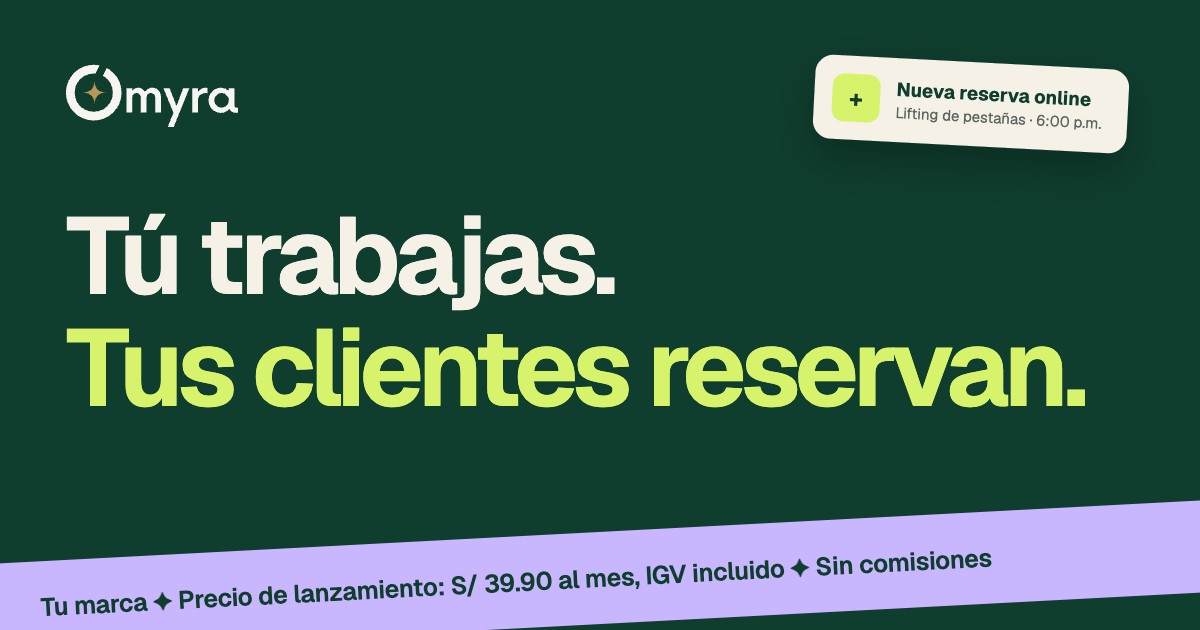 Omyra
Nueva reserva online
Lifting de pestañas · 6:00 p.m.
Tú trabajas.
Tus clientes reservan.
Tu marca ✦ Precio de lanzamiento: S/ 39.90 al mes, IGV incluido ✦ Sin comisiones